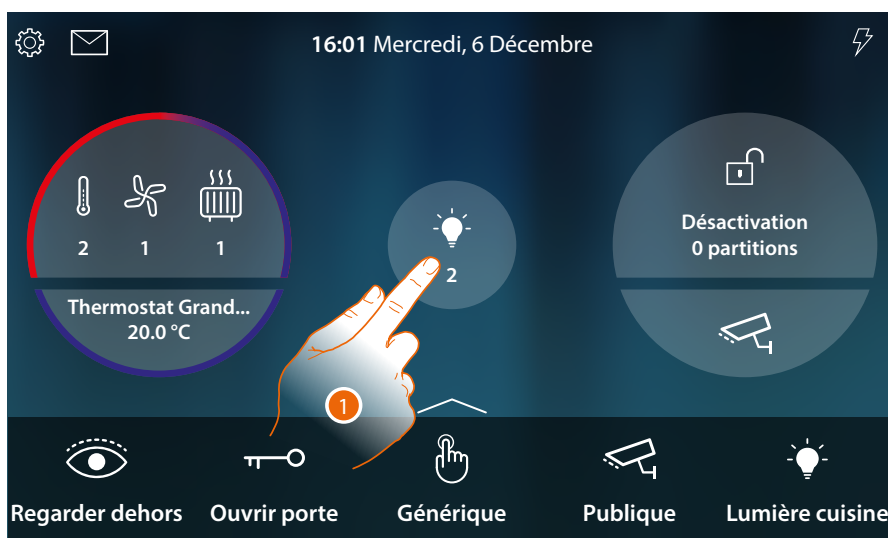 16:01 Mercredi, 6 Décembre
2 1 1
Thermostat Grand...
20.0 °C
2
Désactivation
0 partitions
1
Regarder dehors Ouvrir porte Générique Publique Lumière cuisine